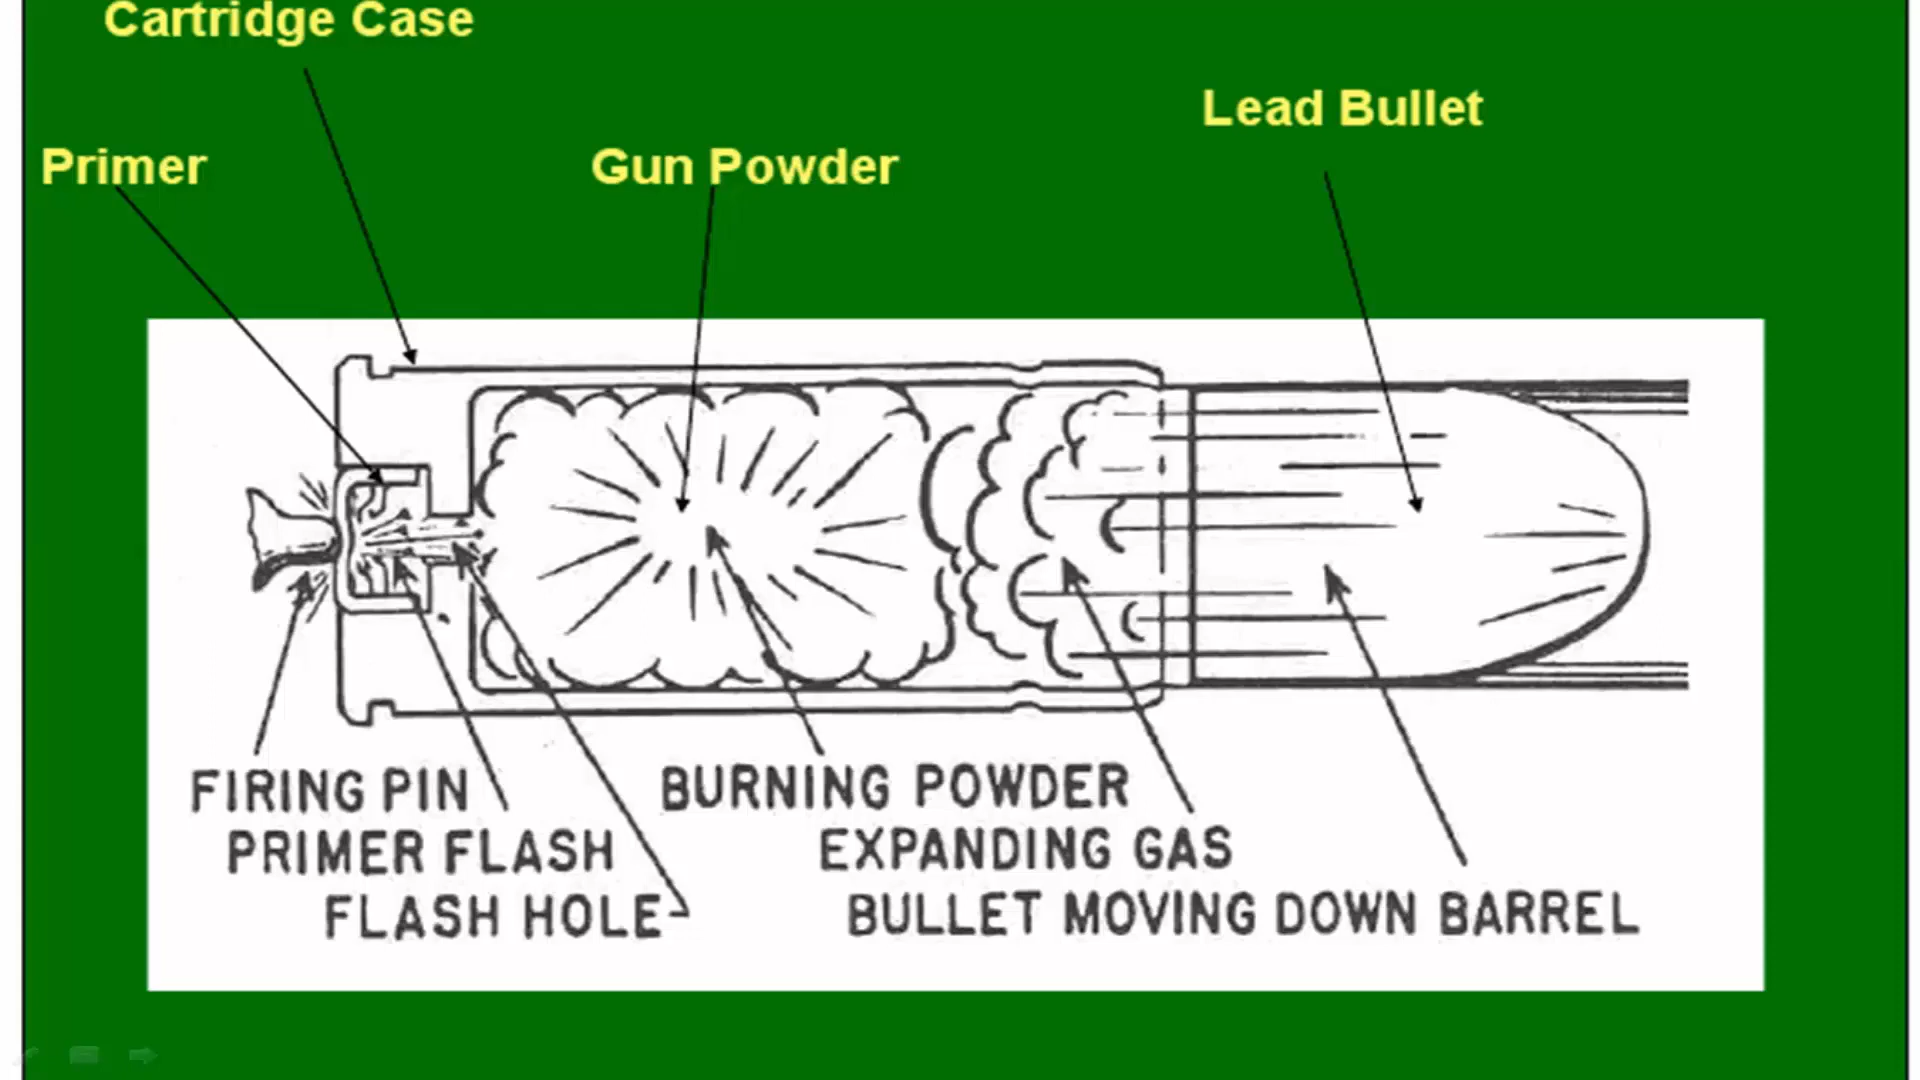 Cartridge Case
Lead Bullet
Primer
Gun Powder
FIRING PIN
BURNING POWDER
PRIMER FLASH
EXPANDING GAS
FLASH HOLE
BULLET MOVING DOWN BARREL